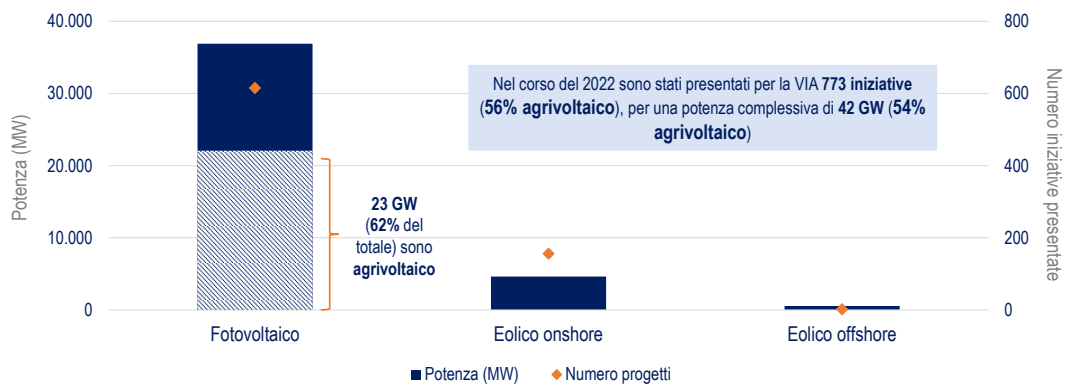 40.000
30.000
20.000
10.000
0
Potenza (MW)
800
600
400
200
0
Numero iniziative presentate
Nel corso del 2022 sono stati presentati per la VIA 773 iniziative
(56% agrivoltaico), per una potenza complessiva di 42 GW (54%
agrivoltaico)
23 GW
(62% del
totale) sono
agrivoltaico
Fotovoltaico
Eolico onshore
Eolico offshore
Potenza (MW)
Numero progetti